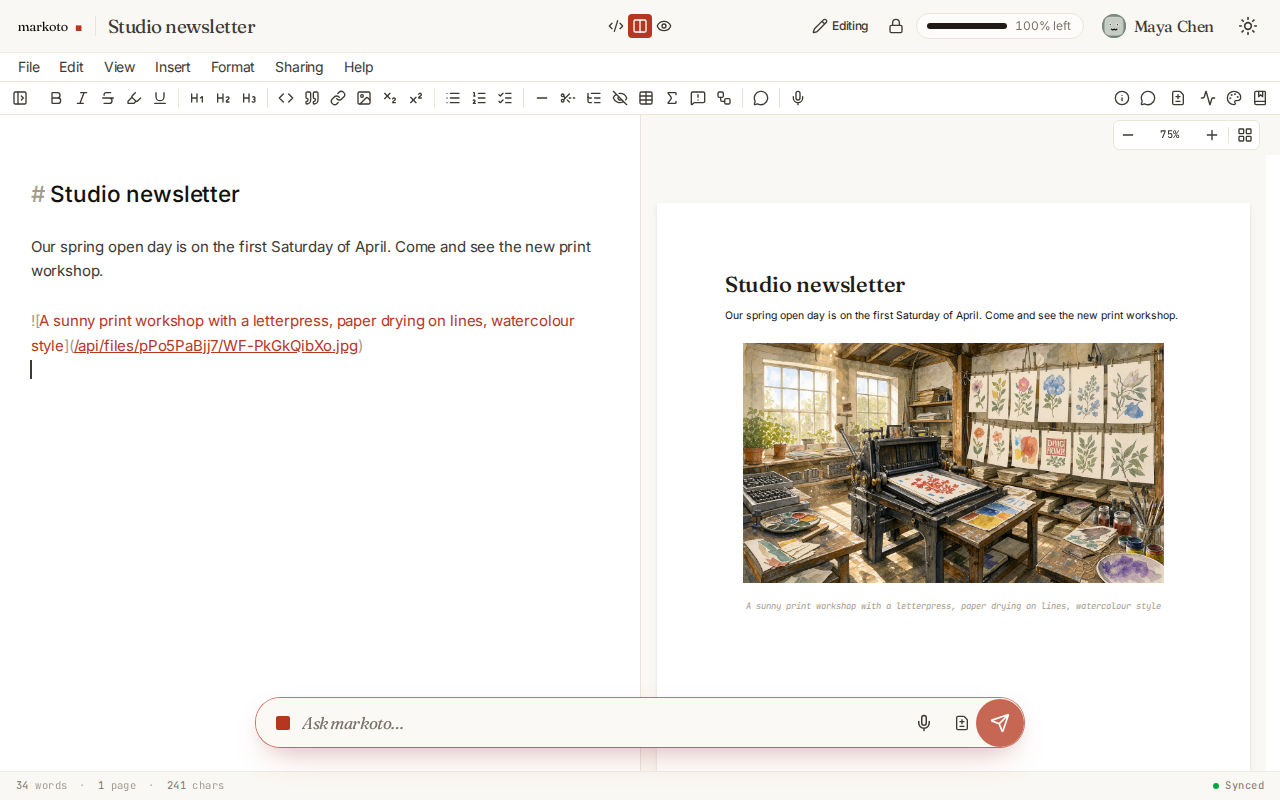 markoto
Studio newsletter
Editing
100% left
Maya Chen
File Edit View Insert Format Sharing Help
H1 H2 H3
75%
# Studio newsletter
Our spring open day is on the first Saturday of April. Come and see the new print
workshop.
![A sunny print workshop with a letterpress, paper drying on lines, watercolour
style](/api/files/pPo5PaBjj7/WF-PkGkQibXo.jpg)
Studio newsletter
Our spring open day is on the first Saturday of April. Come and see the new print workshop.
A sunny print workshop with a letterpress, paper drying on lines, watercolour style
Ask markoto...
34 words · 1 page · 241 chars
Synced